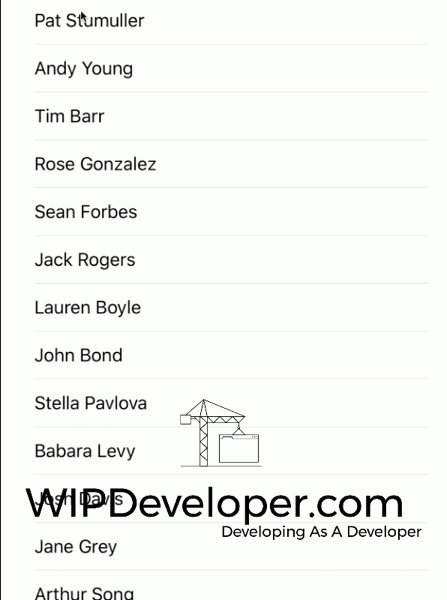 Pat Stumuller
Andy Young
Tim Barr
Rose Gonzalez
Sean Forbes
Jack Rogers
Lauren Boyle
John Bond
Stella Pavlova
Babara Levy
Josh Davis
WIPDeveloper.com
Developing As A Developer
Jane Grey
Arthur Song